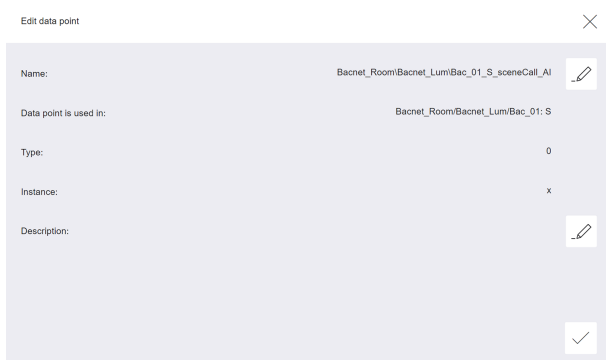 Edit data point
Name: Bacnet_Room\Bacnet_Lum\Bac_01_S_sceneCall_AI
Data point is used in: Bacnet_Room/Bacnet_Lum/Bac_01: S
Type: 0
Instance: x
Description: